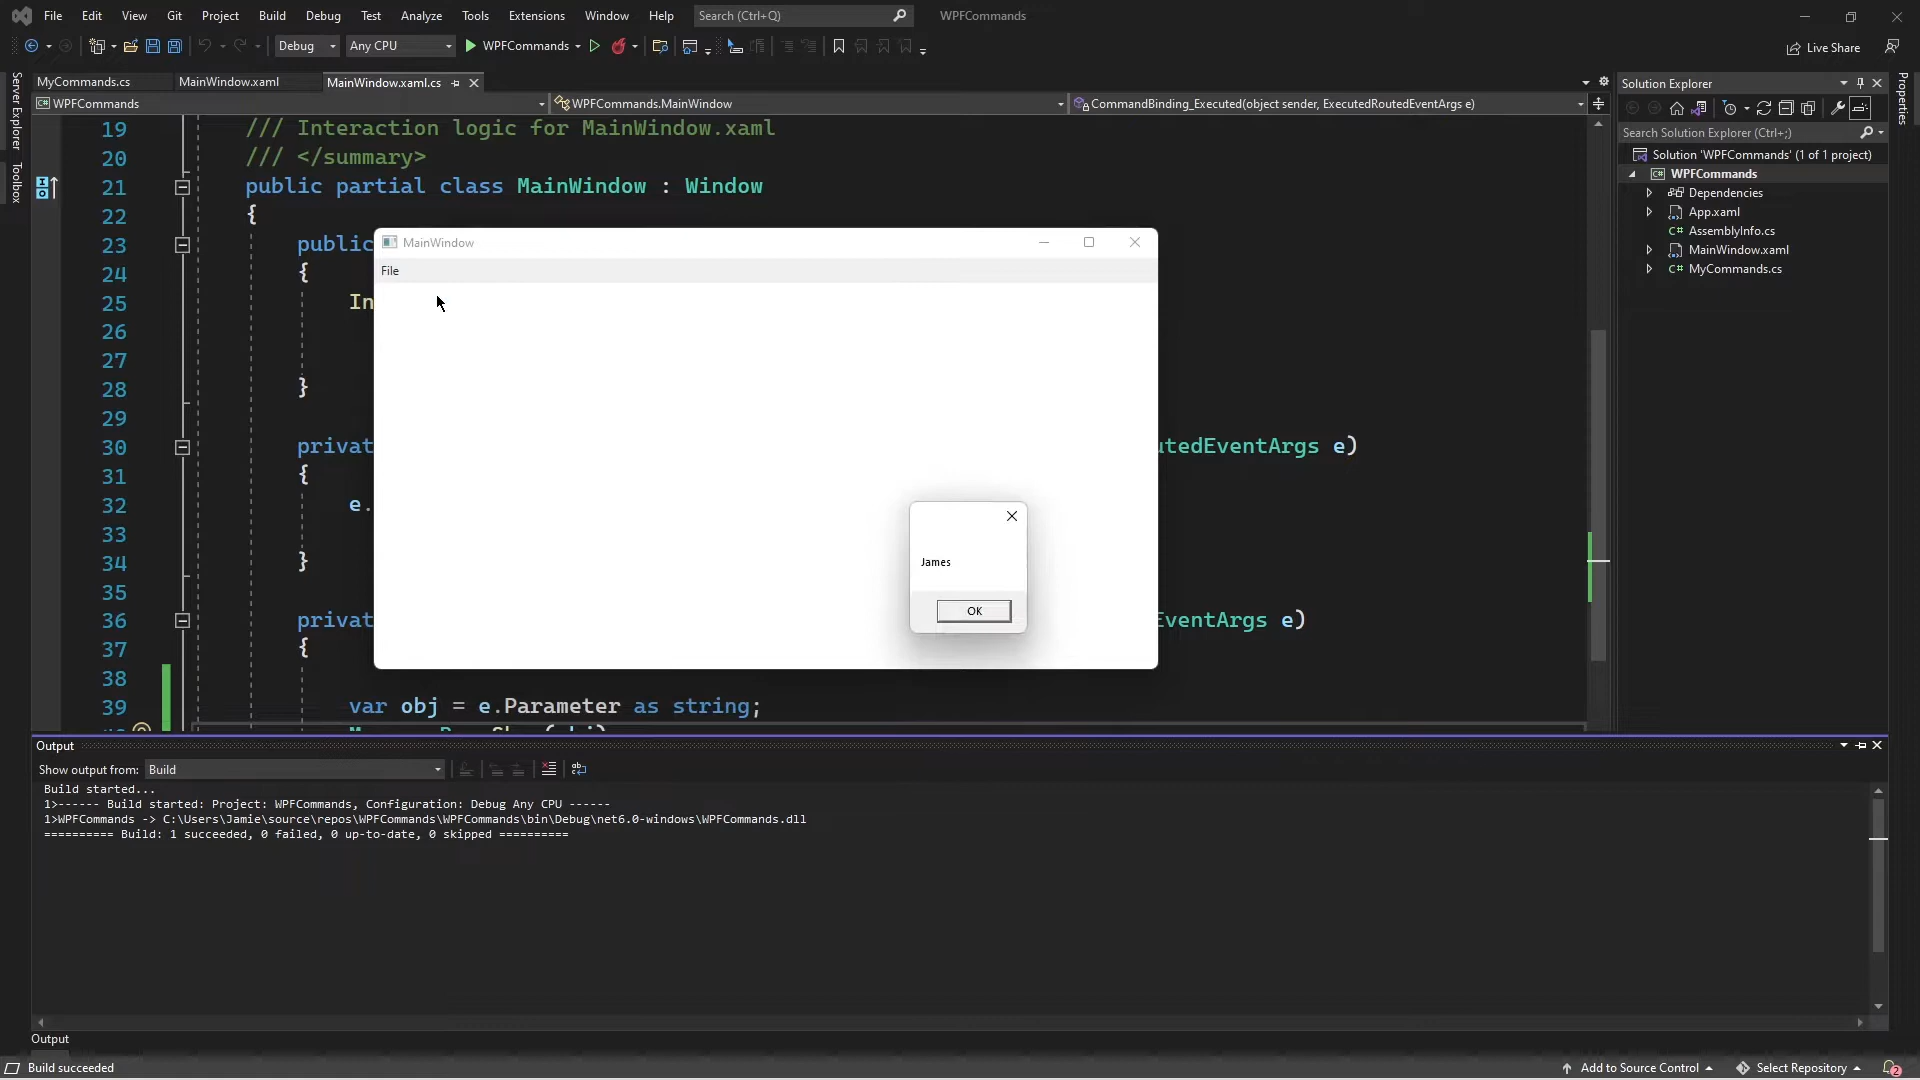 File Edit View Git Project Build Debug Test Analyze Tools Extensions Window Help Search (Ctrl+Q) WPFCommands
Debug Any CPU WPFCommands Live Share
MyCommands.cs MainWindow.xaml MainWindow.xaml.cs
WPFCommands WPFCommands.MainWindow CommandBinding_Executed(object sender, ExecutedRoutedEventArgs e)
Server Explorer
Toolbox
19 /// Interaction logic for MainWindow.xaml
20 /// </summary>
21 public partial class MainWindow : Window
22 {
23 public
24 {
25 In
26
27
28 }
29
30 privat utedEventArgs e)
31 {
32 e.
33
34 }
35
36 privat EventArgs e)
37 {
38
39 var obj = e.Parameter as string;
MainWindow
File
James
OK
Solution Explorer
Search Solution Explorer (Ctrl+;)
Solution 'WPFCommands' (1 of 1 project)
WPFCommands
Dependencies
App.xaml
AssemblyInfo.cs
MainWindow.xaml
MyCommands.cs
Properties
Output
Show output from: Build
Build started...
1>------ Build started: Project: WPFCommands, Configuration: Debug Any CPU ------
1>WPFCommands -> C:\Users\Jamie\source\repos\WPFCommands\WPFCommands\bin\Debug\net6.0-windows\WPFCommands.dll
========== Build: 1 succeeded, 0 failed, 0 up-to-date, 0 skipped ==========
Output
Build succeeded Add to Source Control Select Repository 2